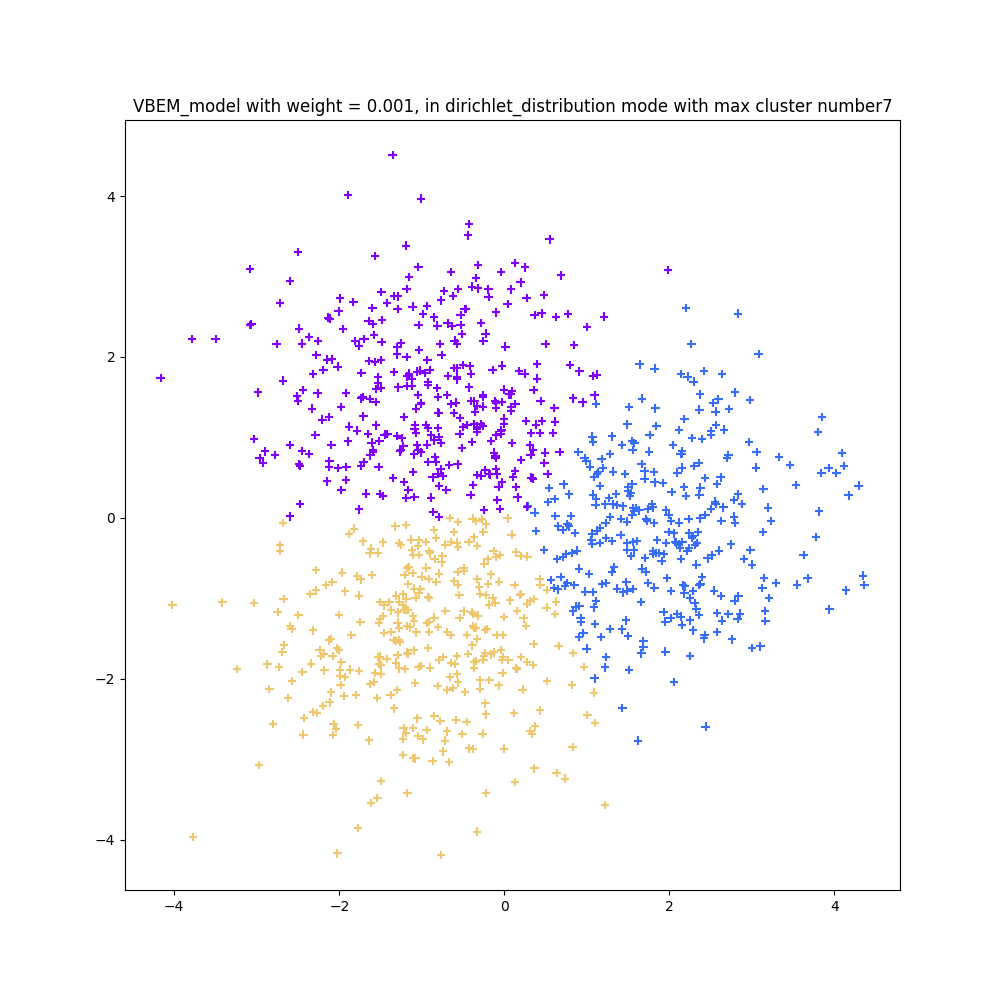 VBEM_model with weight = 0.001, in dirichlet_distribution mode with max cluster number7
4
2
0
−2
−4
−4 −2 0 2 4